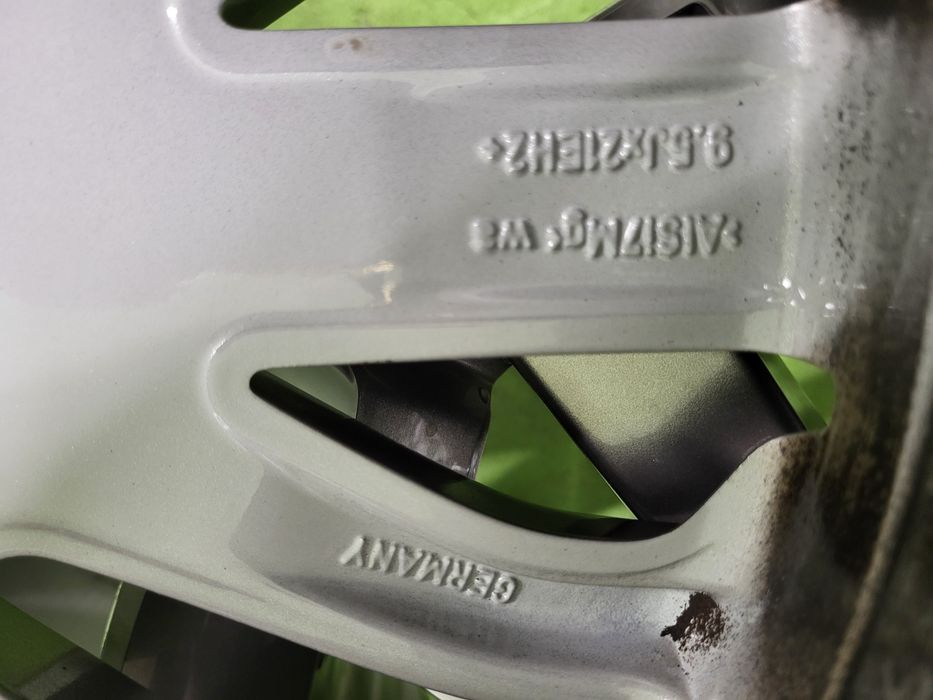 GERMANY
>AlSi7Mg< wa
9,5Jx21EH2+